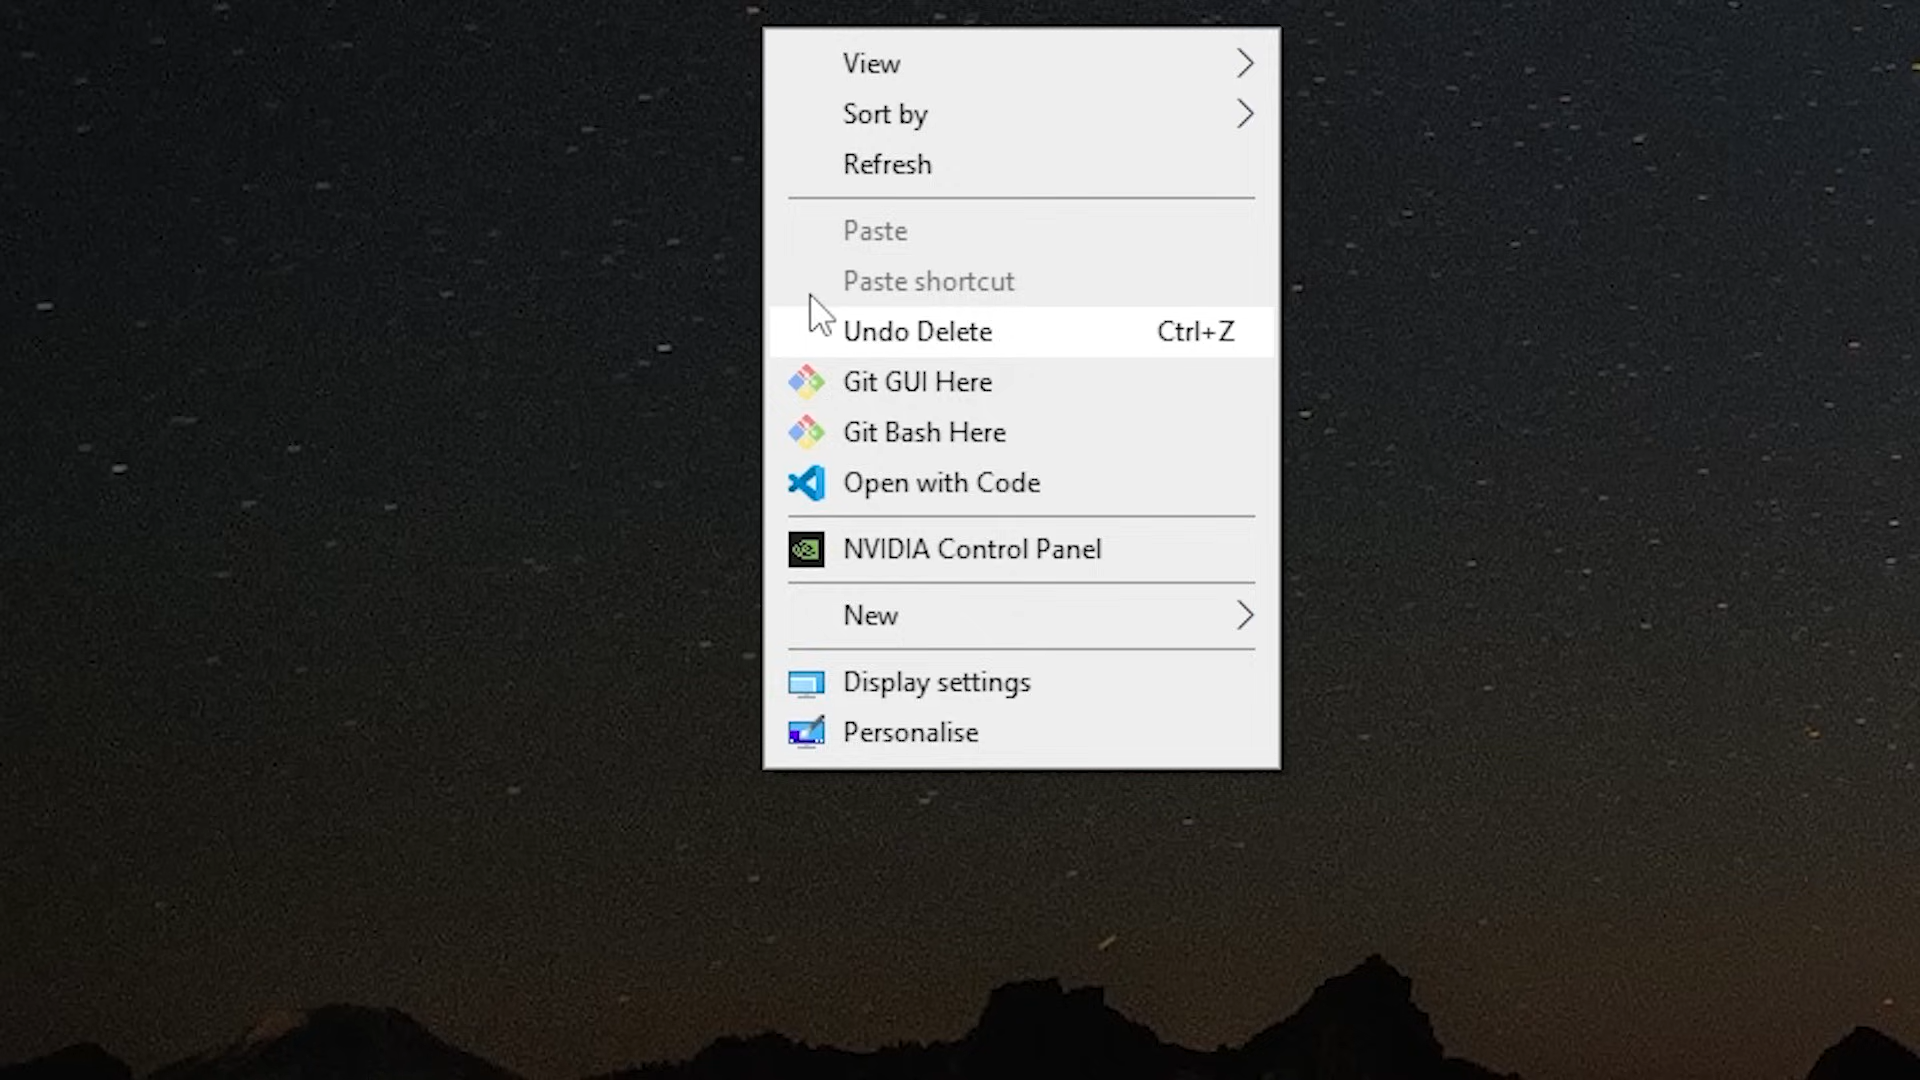 View
Sort by
Refresh
Paste
Paste shortcut
Undo Delete Ctrl+Z
Git GUI Here
Git Bash Here
Open with Code
NVIDIA Control Panel
New
Display settings
Personalise